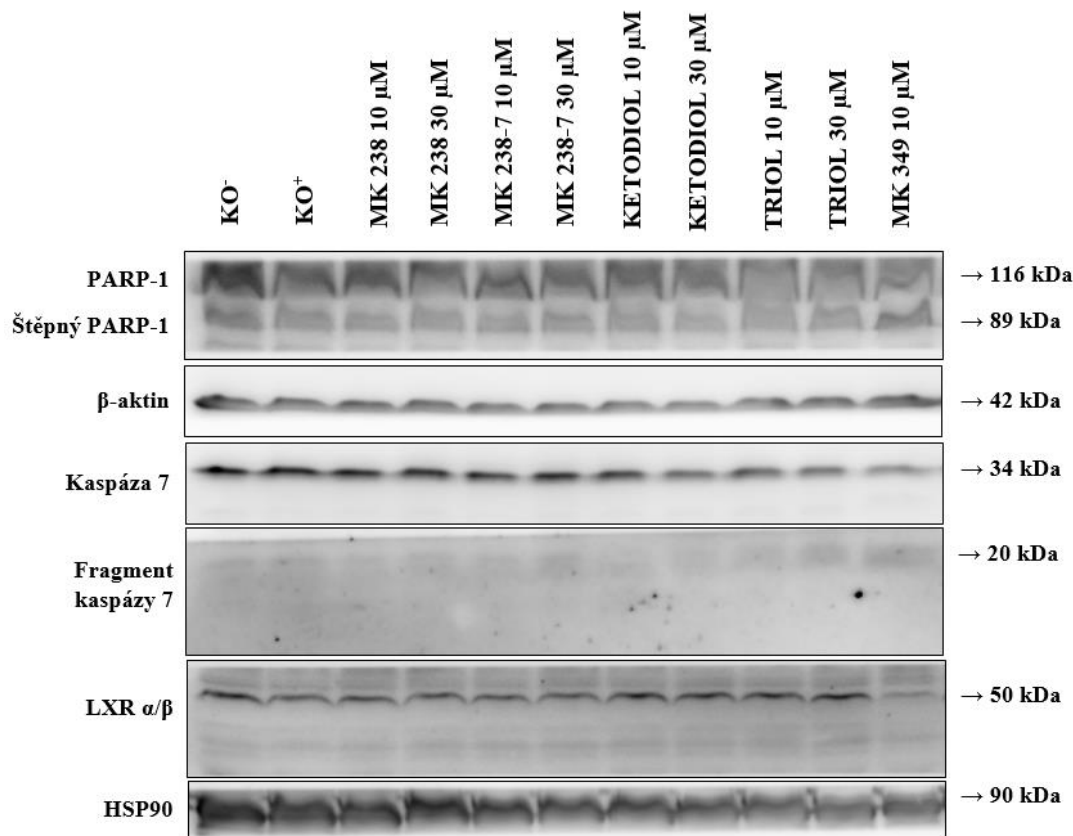 KO⁻
KO⁺
MK 238 10 µM
MK 238 30 µM
MK 238-7 10 µM
MK 238-7 30 µM
KETODIOL 10 µM
KETODIOL 30 µM
TRIOL 10 µM
TRIOL 30 µM
MK 349 10 µM
PARP-1
→ 116 kDa
Štěpný PARP-1
→ 89 kDa
β-aktin
→ 42 kDa
Kaspáza 7
→ 34 kDa
Fragment
kaspázy 7
→ 20 kDa
LXR α/β
→ 50 kDa
HSP90
→ 90 kDa